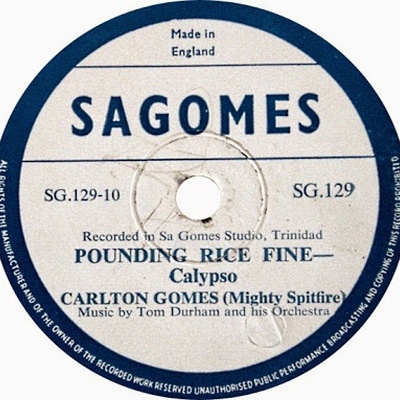 Made in
England
SAGOMES
SG.129-10
SG.129
Recorded in Sa Gomes Studio, Trinidad
POUNDING RICE FINE—
Calypso
CARLTON GOMES (Mighty Spitfire)
Music by Tom Durham and his Orchestra
ALL RIGHTS OF THE MANUFACTURER AND OF THE OWNER OF THE RECORDED WORK RESERVED UNAUTHORISED PUBLIC PERFORMANCE BROADCASTING AND COPYING OF THIS RECORD PROHIBITED